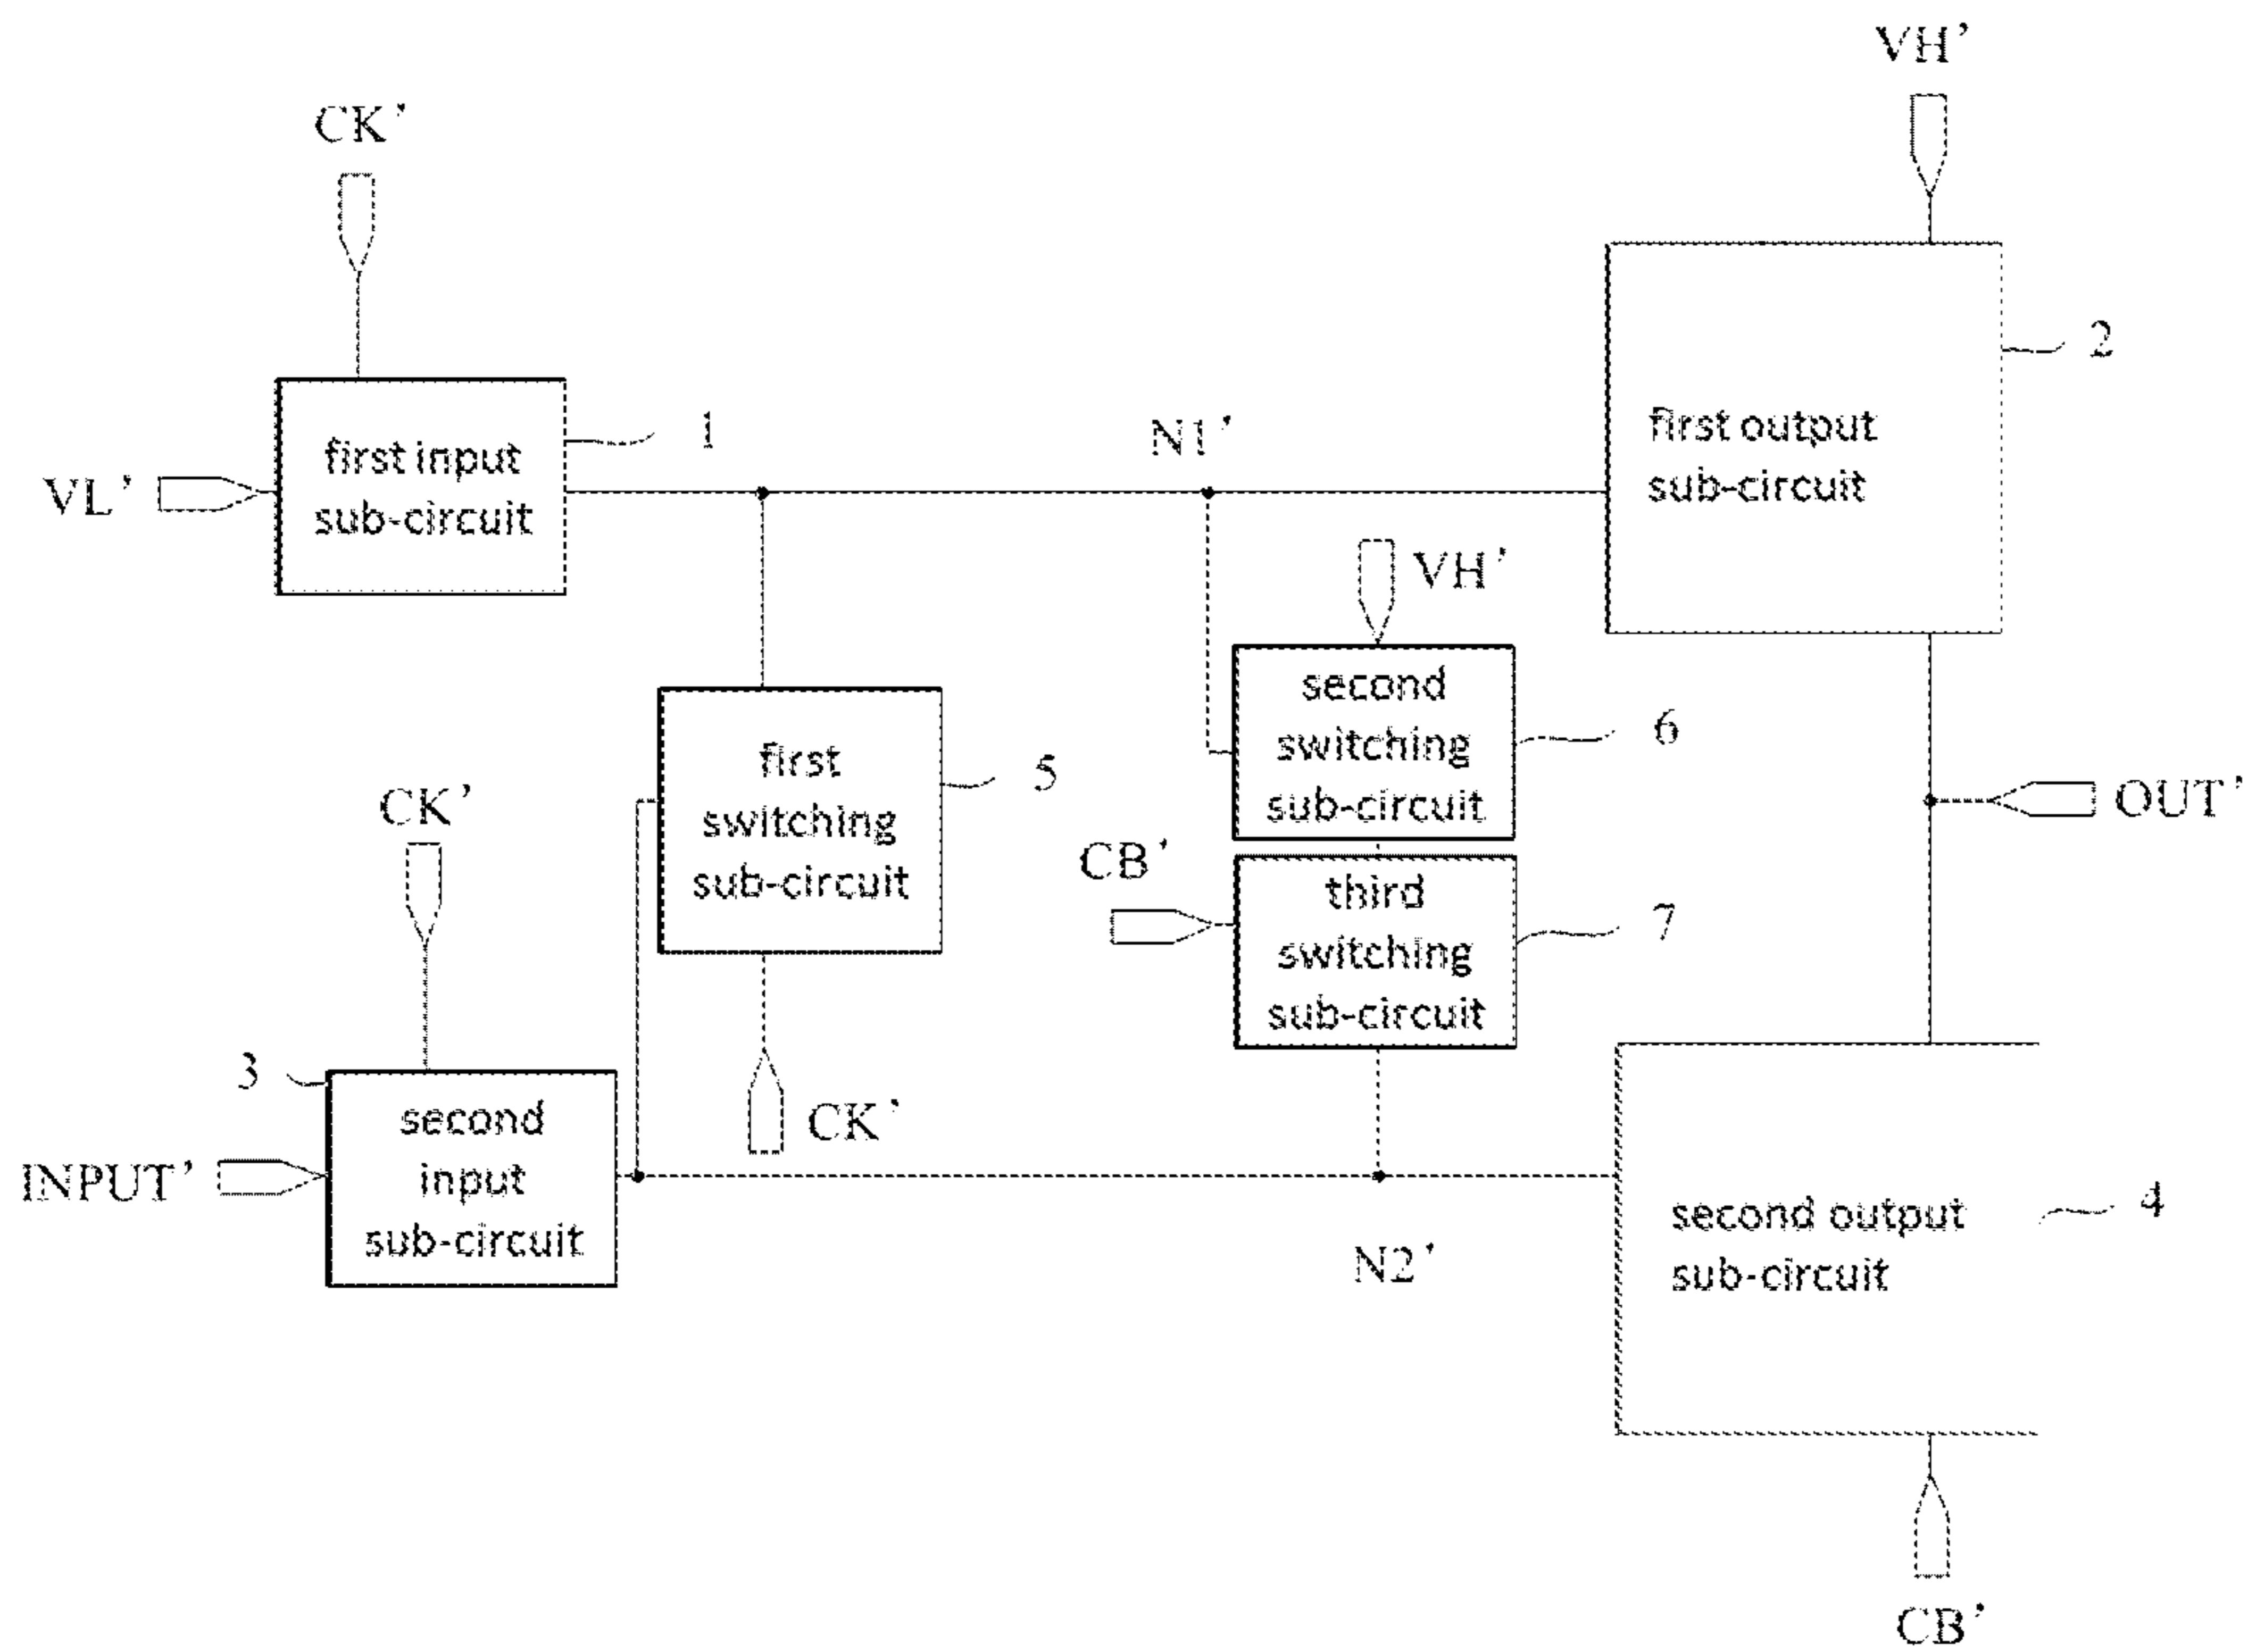 VH’
CK’
2
first output
sub-circuit
1
N1’
first input
sub-circuit
VL’
VH’
second
switching
sub-circuit
6
first
switching
sub-circuit
5
OUT’
CK’
CB’
third
switching
sub-circuit
7
3
second
input
sub-circuit
CK’
INPUT’
4
second output
sub-circuit
N2’
CB’